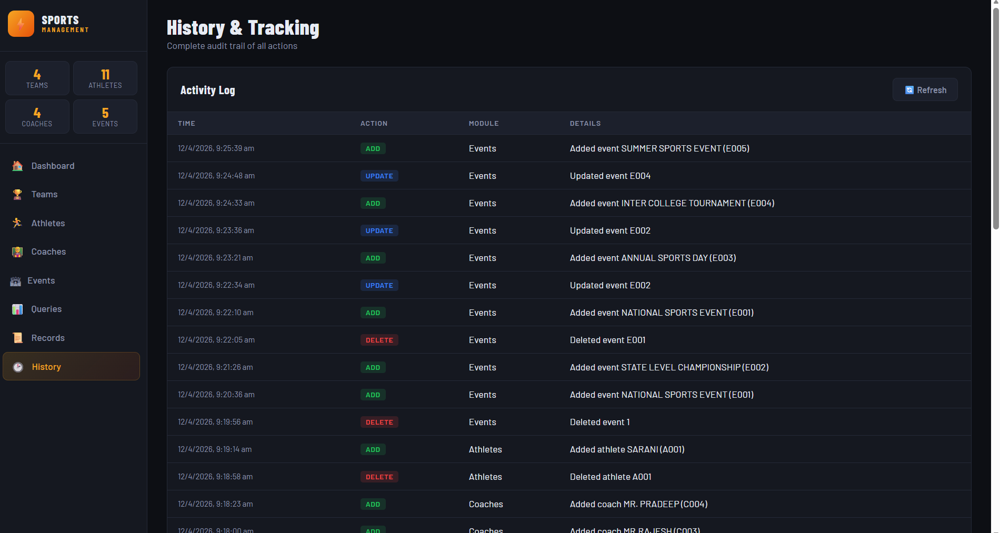 SPORTS
MANAGEMENT
4
TEAMS
11
ATHLETES
4
COACHES
5
EVENTS
Dashboard
Teams
Athletes
Coaches
Events
Queries
Records
History
History & Tracking
Complete audit trail of all actions
Activity Log
Refresh
TIME ACTION MODULE DETAILS
12/4/2026, 9:25:39 am ADD Events Added event SUMMER SPORTS EVENT (E005)
12/4/2026, 9:24:48 am UPDATE Events Updated event E004
12/4/2026, 9:24:33 am ADD Events Added event INTER COLLEGE TOURNAMENT (E004)
12/4/2026, 9:23:36 am UPDATE Events Updated event E002
12/4/2026, 9:23:21 am ADD Events Added event ANNUAL SPORTS DAY (E003)
12/4/2026, 9:22:34 am UPDATE Events Updated event E002
12/4/2026, 9:22:10 am ADD Events Added event NATIONAL SPORTS EVENT (E001)
12/4/2026, 9:22:05 am DELETE Events Deleted event E001
12/4/2026, 9:21:26 am ADD Events Added event STATE LEVEL CHAMPIONSHIP (E002)
12/4/2026, 9:20:36 am ADD Events Added event NATIONAL SPORTS EVENT (E001)
12/4/2026, 9:19:56 am DELETE Events Deleted event 1
12/4/2026, 9:19:14 am ADD Athletes Added athlete SARANI (A001)
12/4/2026, 9:18:58 am DELETE Athletes Deleted athlete A001
12/4/2026, 9:18:23 am ADD Coaches Added coach MR. PRADEEP (C004)
12/4/2026, 9:18:00 am ADD Coaches Added coach MR.RAJESH (C003)